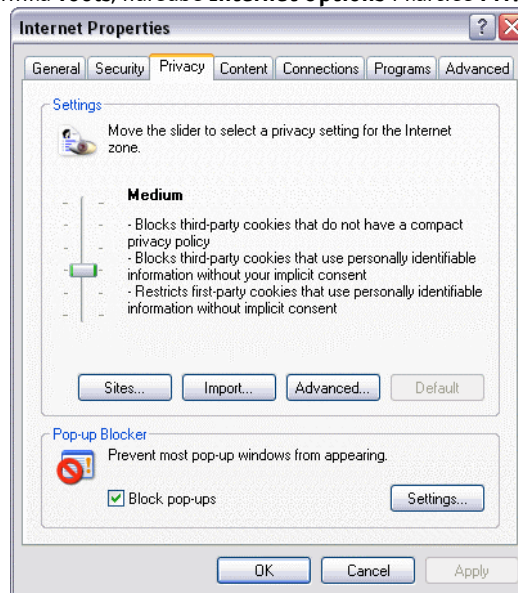 Tools, Internet Options
Internet Properties
General Security Privacy Content Connections Programs Advanced
Settings
Move the slider to select a privacy setting for the Internet
zone.
Medium
- Blocks third-party cookies that do not have a compact
privacy policy
- Blocks third-party cookies that use personally identifiable
information without your implicit consent
- Restricts first-party cookies that use personally identifiable
information without implicit consent
Sites... Import... Advanced... Default
Pop-up Blocker
Prevent most pop-up windows from appearing.
Block pop-ups
Settings...
OK Cancel Apply